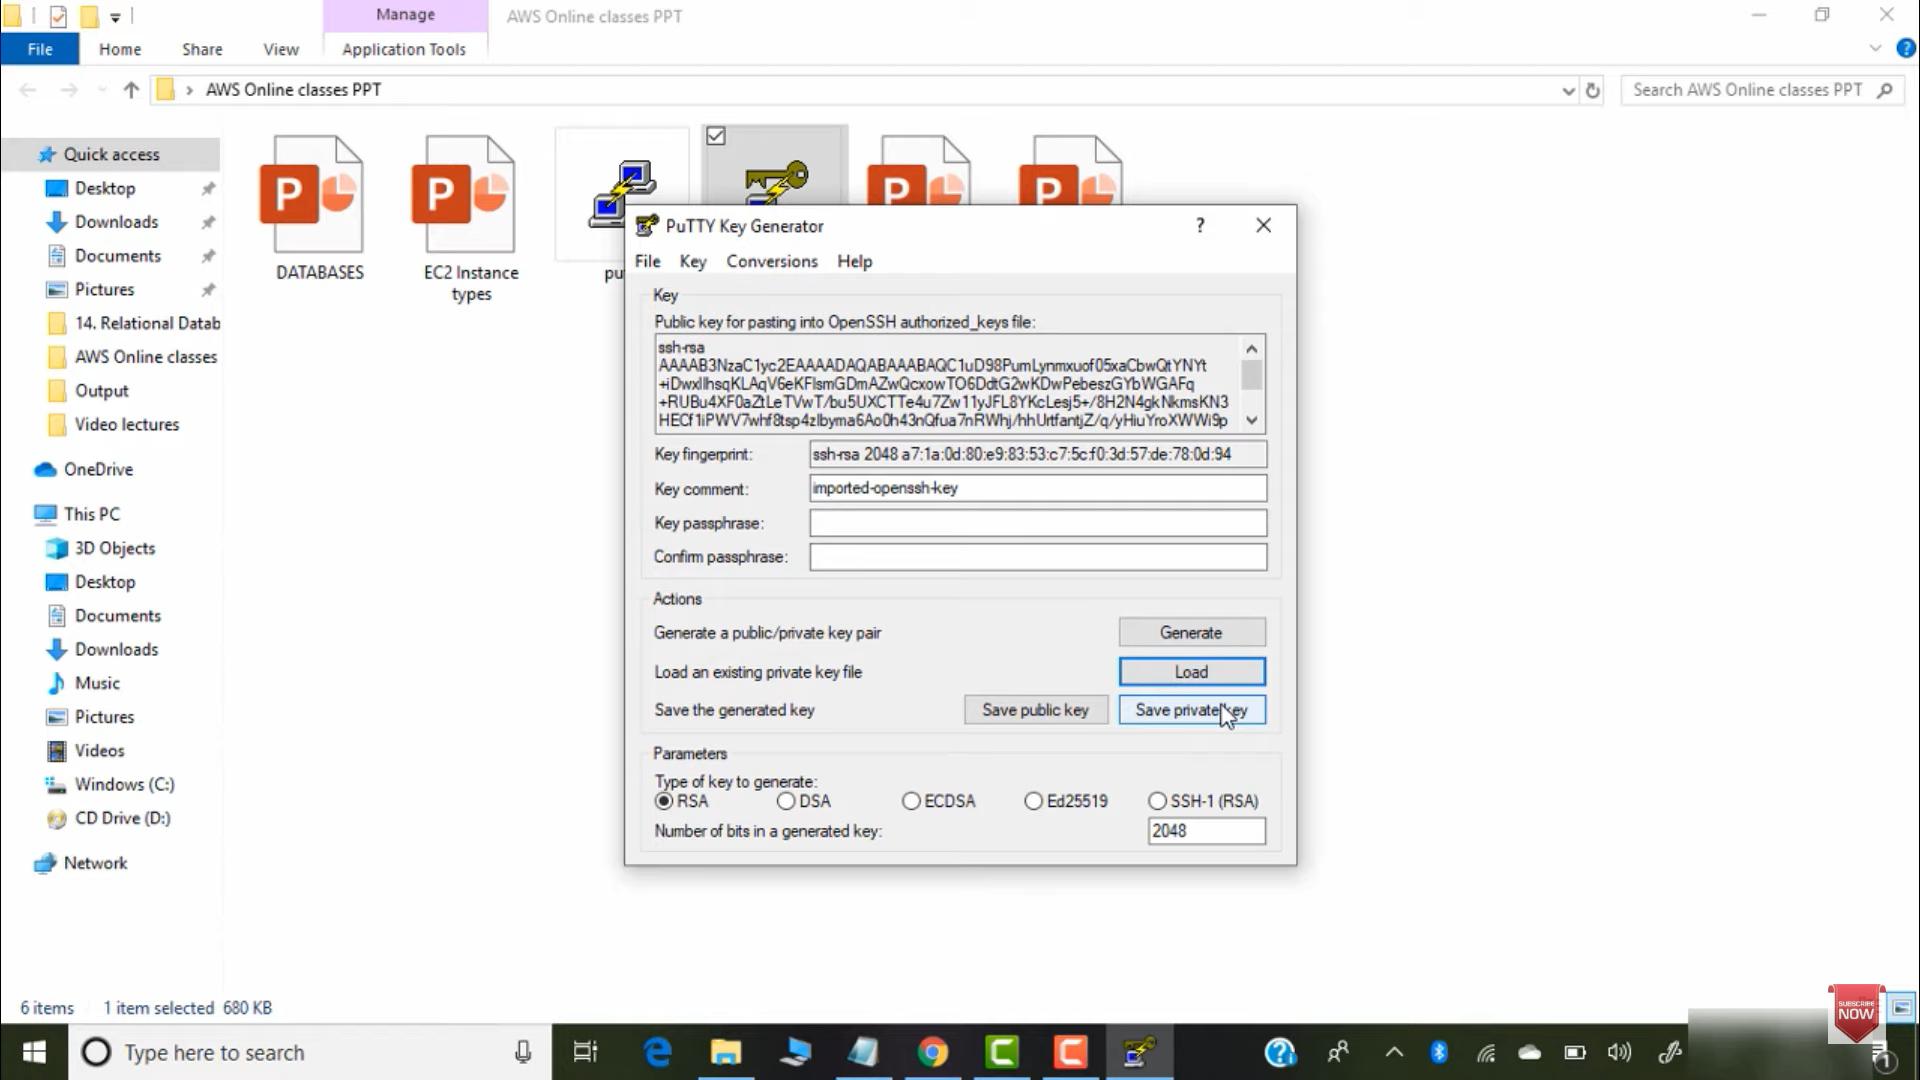 Manage
AWS Online classes PPT
File
Home
Share
View
Application Tools
AWS Online classes PPT
Search AWS Online classes PPT
Quick access
Desktop
Downloads
Documents
Pictures
14. Relational Datab
AWS Online classes
Output
Video lectures
OneDrive
This PC
3D Objects
Desktop
Documents
Downloads
Music
Pictures
Videos
Windows (C:)
CD Drive (D:)
Network
DATABASES
EC2 Instance
types
pu
PuTTY Key Generator
?
File
Key
Conversions
Help
Key
Public key for pasting into OpenSSH authorized_keys file:
ssh-rsa
Key fingerprint:
ssh-rsa 2048 a7:1a:0d:80:e9:83:53:c7:5c:f0:3d:57:de:78:0d:94
Key comment:
imported-openssh-key
Key passphrase:
Confirm passphrase:
Actions
Generate a public/private key pair
Generate
Load an existing private key file
Load
Save the generated key
Save public key
Save private key
Parameters
Type of key to generate:
RSA
DSA
ECDSA
Ed25519
SSH-1 (RSA)
Number of bits in a generated key:
2048
6 items
1 item selected 680 KB
SUBSCRIBE
NOW
Type here to search
1